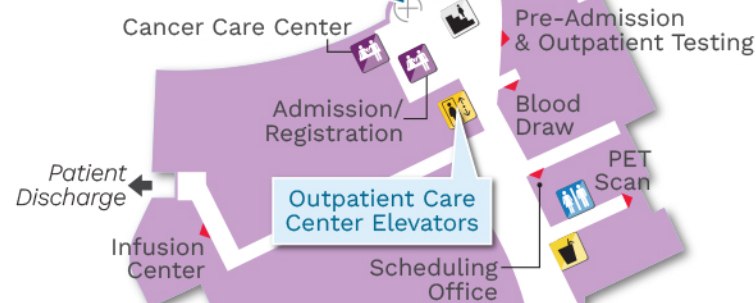 Cancer Care Center
Pre-Admission
& Outpatient Testing
Admission/
Registration
Blood
Draw
PET
Scan
Patient
Discharge
Outpatient Care
Center Elevators
Infusion
Center
Scheduling
Office